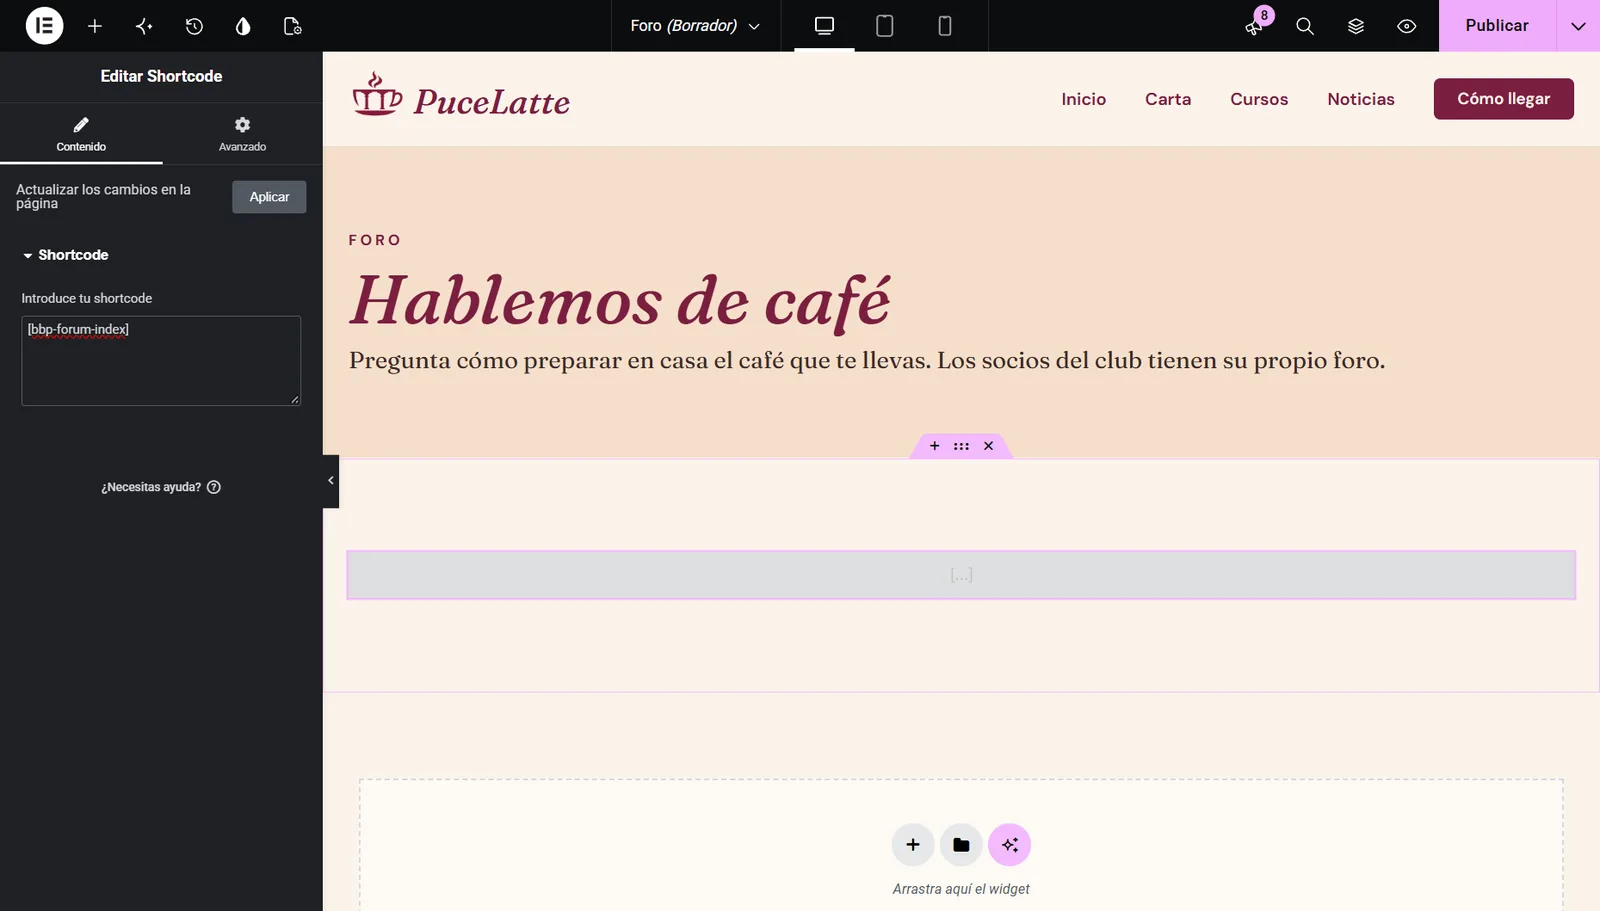 Foro (Borrador)
8
Publicar
Editar Shortcode
Contenido
Avanzado
Actualizar los cambios en la
página
Aplicar
Shortcode
Introduce tu shortcode
[bbp-forum-index]
¿Necesitas ayuda?
PuceLatte
Inicio
Carta
Cursos
Noticias
Cómo llegar
FORO
Hablemos de café
Pregunta cómo preparar en casa el café que te llevas. Los socios del club tienen su propio foro.
[...]
Arrastra aquí el widget